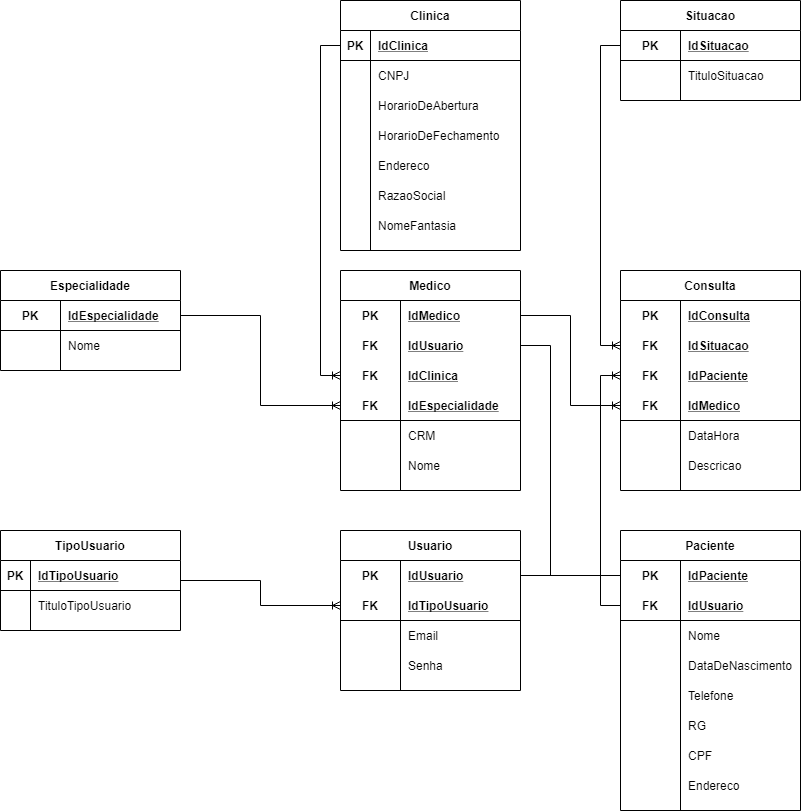 Clinica
PK IdClinica
CNPJ
HorarioDeAbertura
HorarioDeFechamento
Endereco
RazaoSocial
NomeFantasia
Situacao
PK IdSituacao
TituloSituacao
Especialidade
PK IdEspecialidade
Nome
Medico
PK IdMedico
FK IdUsuario
FK IdClinica
FK IdEspecialidade
CRM
Nome
Consulta
PK IdConsulta
FK IdSituacao
FK IdPaciente
FK IdMedico
DataHora
Descricao
TipoUsuario
PK IdTipoUsuario
TituloTipoUsuario
Usuario
PK IdUsuario
FK IdTipoUsuario
Email
Senha
Paciente
PK IdPaciente
FK IdUsuario
Nome
DataDeNascimento
Telefone
RG
CPF
Endereco